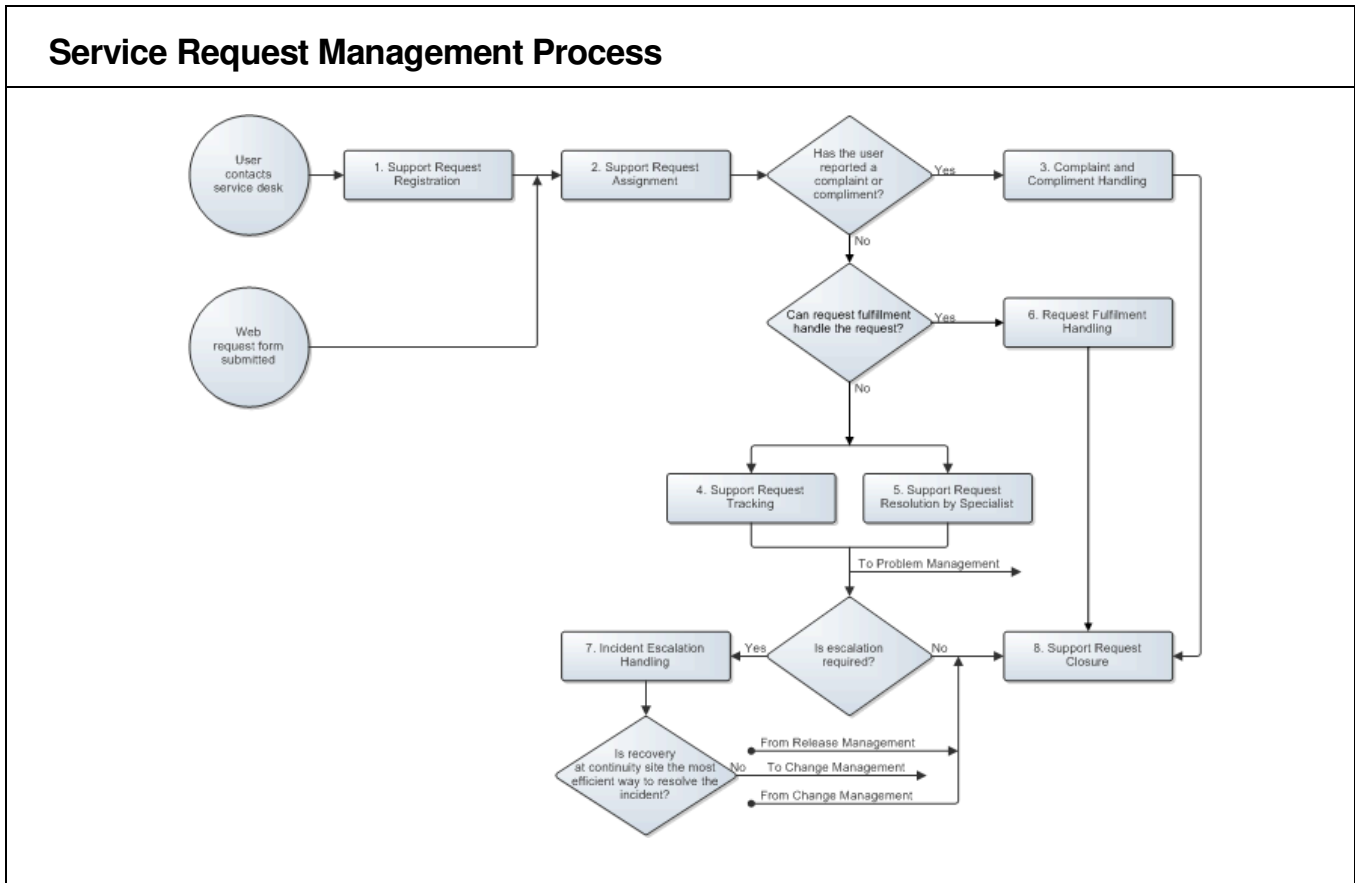 Service Request Management Process
User
contacts
service desk
1. Support Request
Registration
2. Support Request
Assignment
Has the user
reported a
complaint or
compliment?
Yes
3. Complaint and
Compliment Handling
No
Web
request form
submitted
Can request fulfillment
handle the request?
Yes
6. Request Fulfilment
Handling
No
4. Support Request
Tracking
5. Support Request
Resolution by Specialist
To Problem Management
7. Incident Escalation
Handling
Yes
Is escalation
required?
No
8. Support Request
Closure
Is recovery
at continuity site the most
efficient way to resolve the
incident?
From Release Management
No
To Change Management
From Change Management